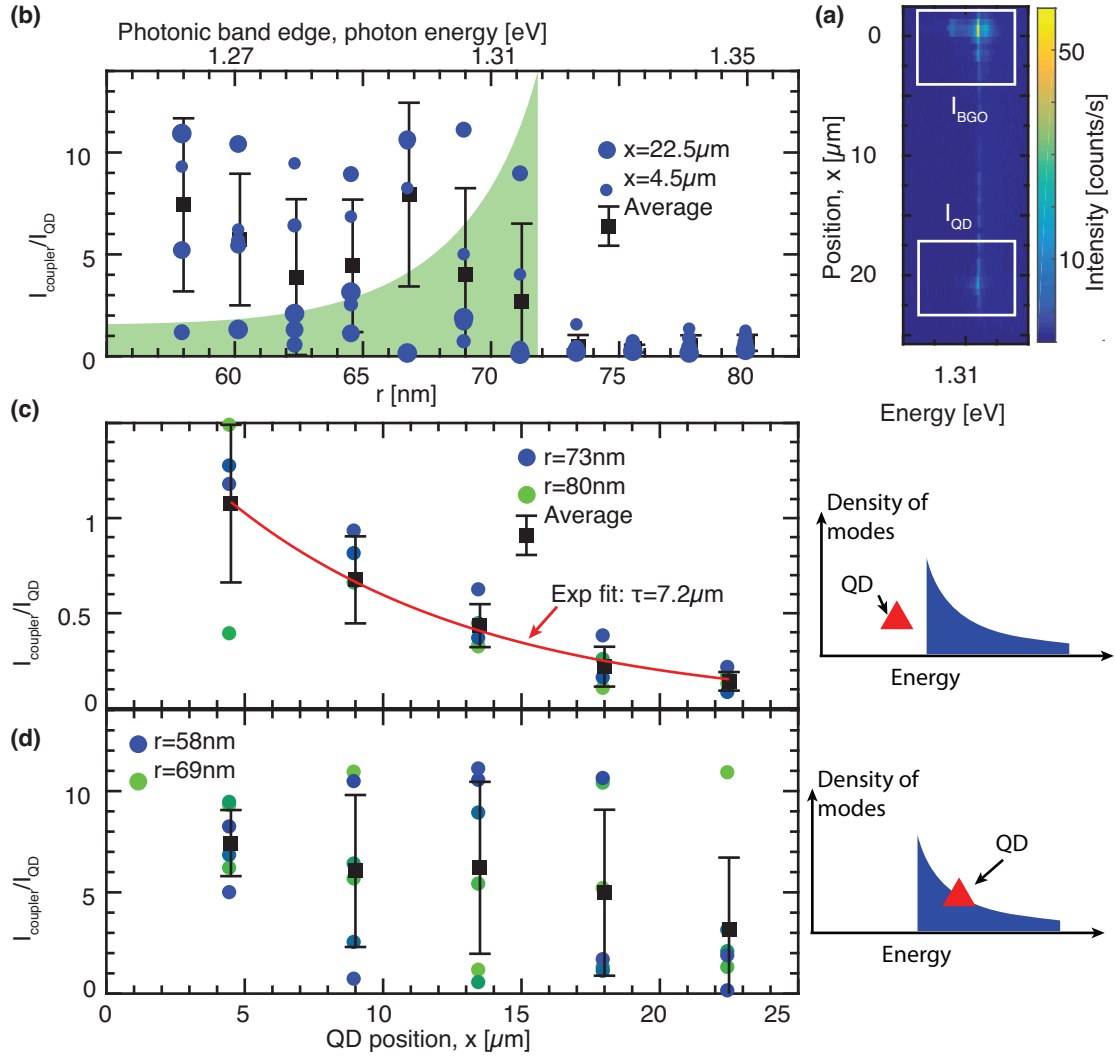 (b)
Photonic band edge, photon energy [eV]
1.27
1.31
1.35
10
5
0
I_coupler/I_QD
x=22.5µm
x=4.5µm
Average
60
65
70
75
80
r [nm]
(a)
0
10
20
Position, x [µm]
I_BGO
I_QD
50
10
Intensity [counts/s]
1.31
Energy [eV]
(c)
1
0.5
0
I_coupler/I_QD
r=73nm
r=80nm
Average
Exp fit: τ=7.2µm
Density of
modes
QD
Energy
(d)
r=58nm
r=69nm
10
5
0
I_coupler/I_QD
0
5
10
15
20
25
QD position, x [µm]
Density of
modes
QD
Energy